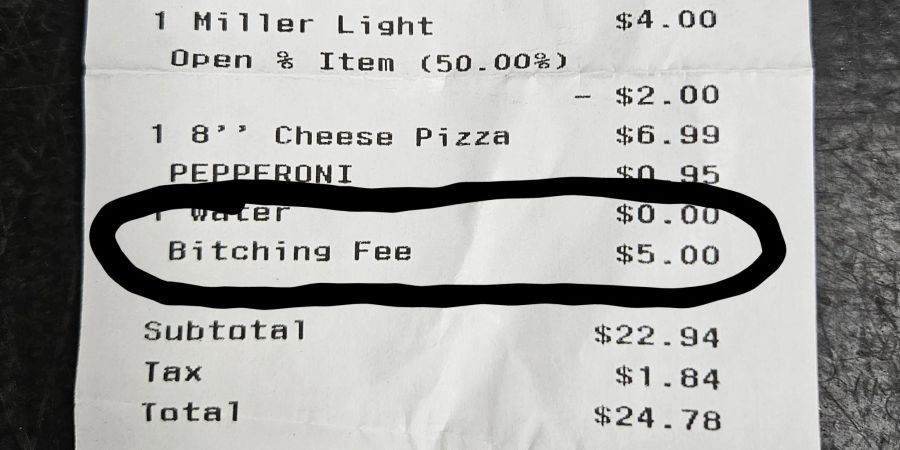 1 Miller Light $4.00
Open % Item (50.00%)
- $2.00
1 8’’ Cheese Pizza $6.99
PEPPERONI $0.95
1 Water $0.00
Bitching Fee $5.00
Subtotal $22.94
Tax $1.84
Total $24.78